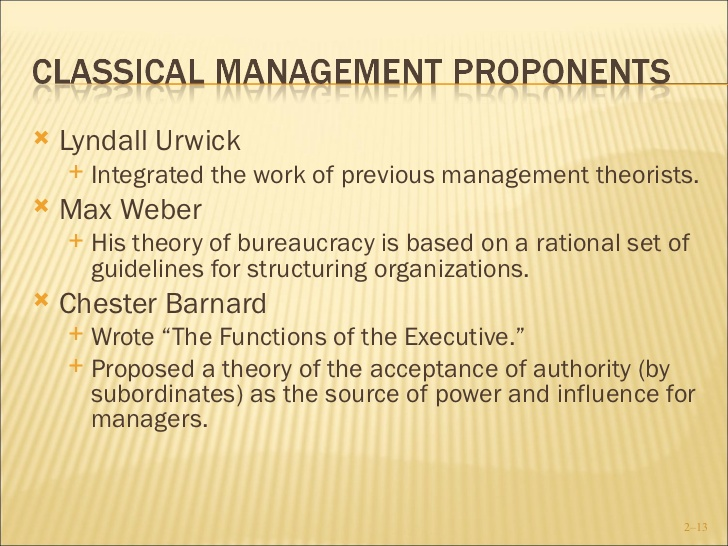 CLASSICAL MANAGEMENT PROPONENTS
Lyndall Urwick
Integrated the work of previous management theorists.
Max Weber
His theory of bureaucracy is based on a rational set of
guidelines for structuring organizations.
Chester Barnard
Wrote “The Functions of the Executive.”
Proposed a theory of the acceptance of authority (by
subordinates) as the source of power and influence for
managers.
2–13